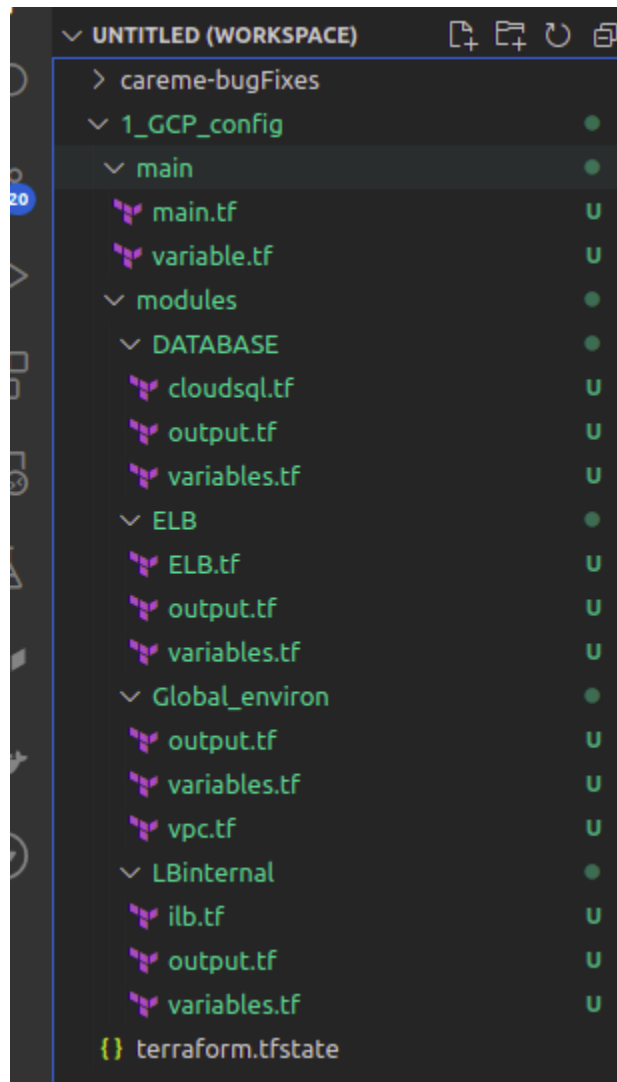 UNTITLED (WORKSPACE)
careme-bugFixes
1_GCP_config
main
20
main.tf U
variable.tf U
modules
DATABASE
cloudsql.tf U
output.tf U
variables.tf U
ELB
ELB.tf U
output.tf U
variables.tf U
Global_environ
output.tf U
variables.tf U
vpc.tf U
LBinternal
ilb.tf U
output.tf U
variables.tf U
{} terraform.tfstate